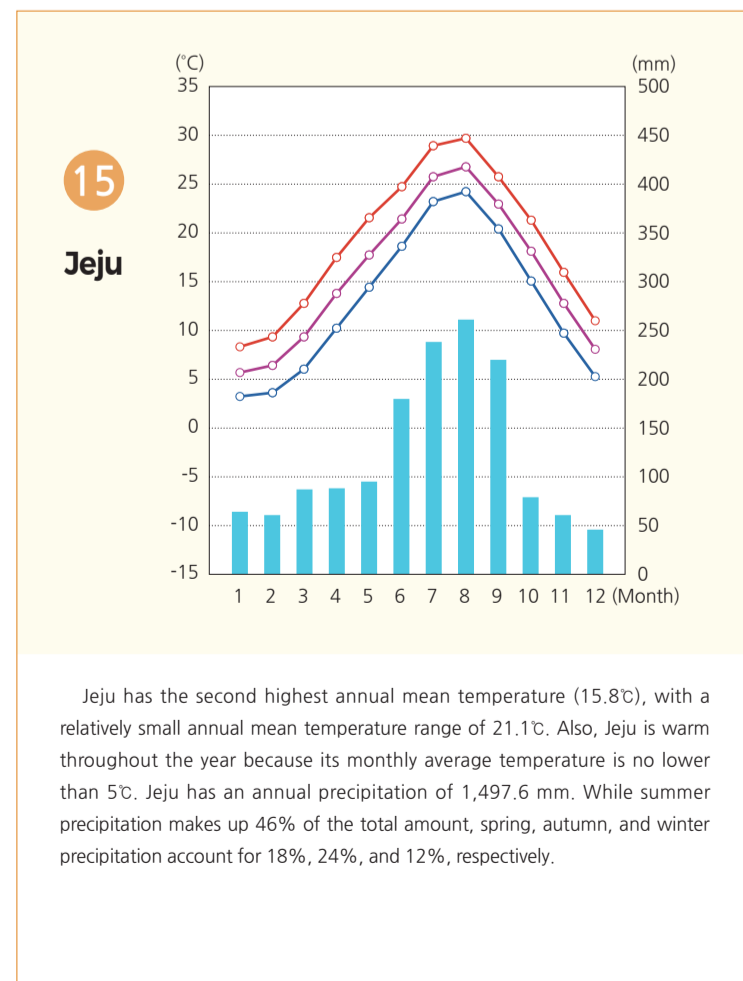 (˚C) (mm)
35 500
30 450
25 400
20 350
15 300
10 250
5 200
0 150
-5 100
-10 50
-15 0
1 2 3 4 5 6 7 8 9 10 11 12 (Month)
15
Jeju
Jeju has the second highest annual mean temperature (15.8℃), with a
relatively small annual mean temperature range of 21.1℃. Also, Jeju is warm
throughout the year because its monthly average temperature is no lower
than 5℃. Jeju has an annual precipitation of 1,497.6 mm. While summer
precipitation makes up 46% of the total amount, spring, autumn, and winter
precipitation account for 18%, 24%, and 12%, respectively.